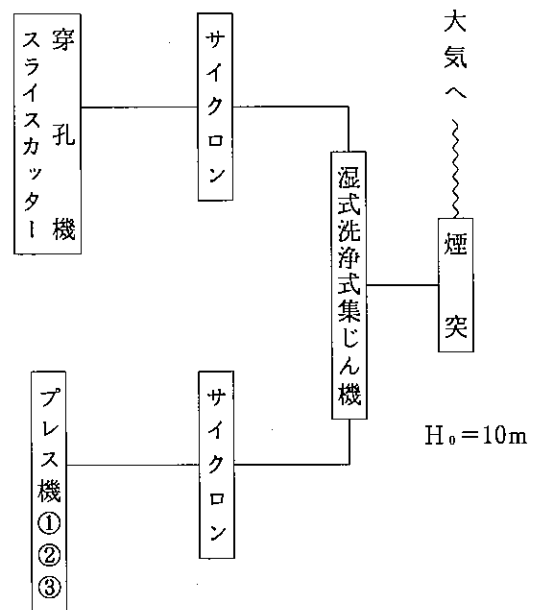 穿孔機
スライスカッター
サイクロン
湿式洗浄式集じん機
大気へ
煙突
H₀=10m
プレス機①②③
サイクロン